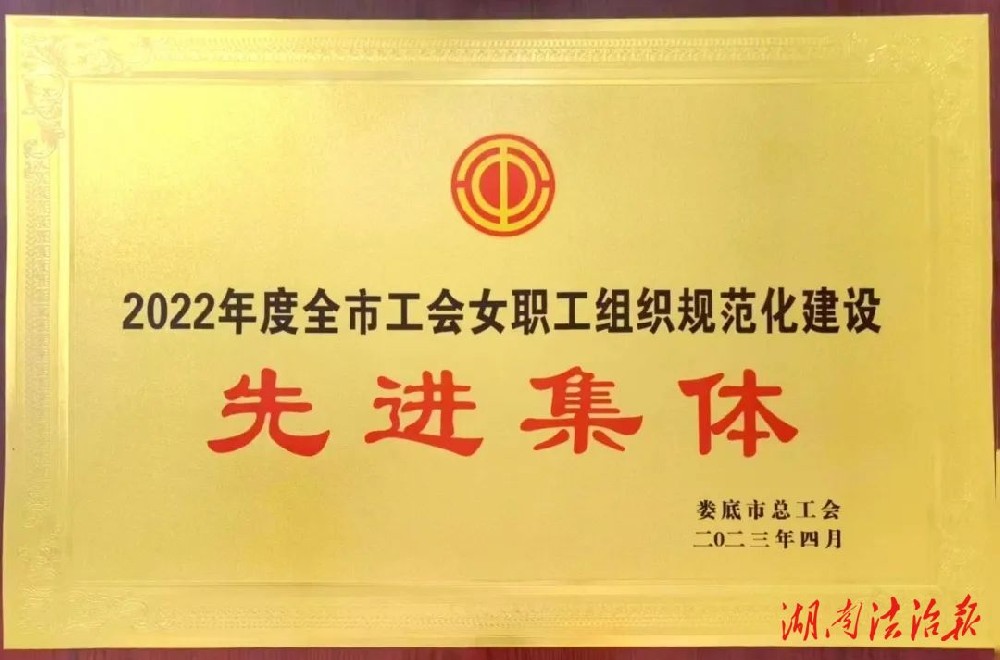 2022年度全市工会女职工组织规范化建设
先进集体
娄底市总工会
二〇二三年四月
湖南法治报